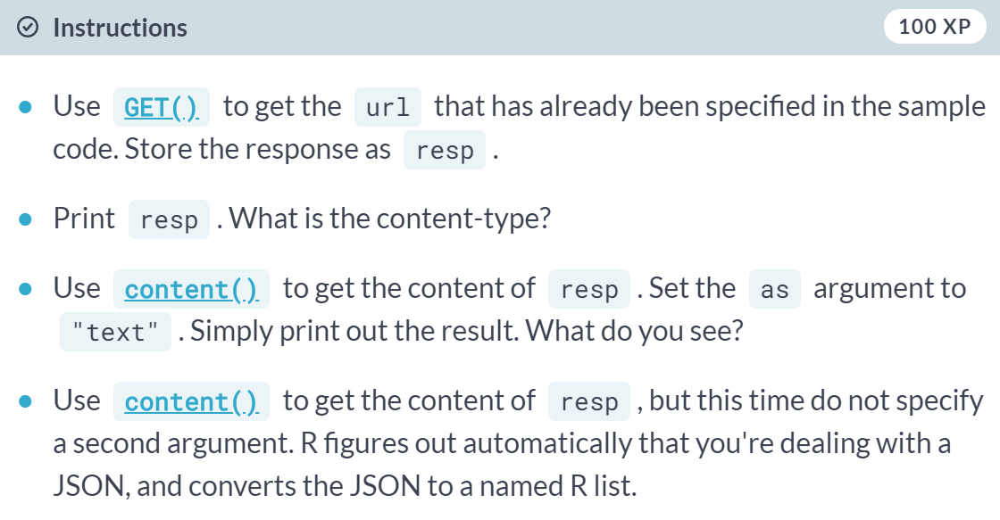 Instructions
100 XP
Use GET() to get the url that has already been specified in the sample
code. Store the response as resp .
Print resp . What is the content-type?
Use content() to get the content of resp . Set the as argument to
"text" . Simply print out the result. What do you see?
Use content() to get the content of resp , but this time do not specify
a second argument. R figures out automatically that you're dealing with a
JSON, and converts the JSON to a named R list.